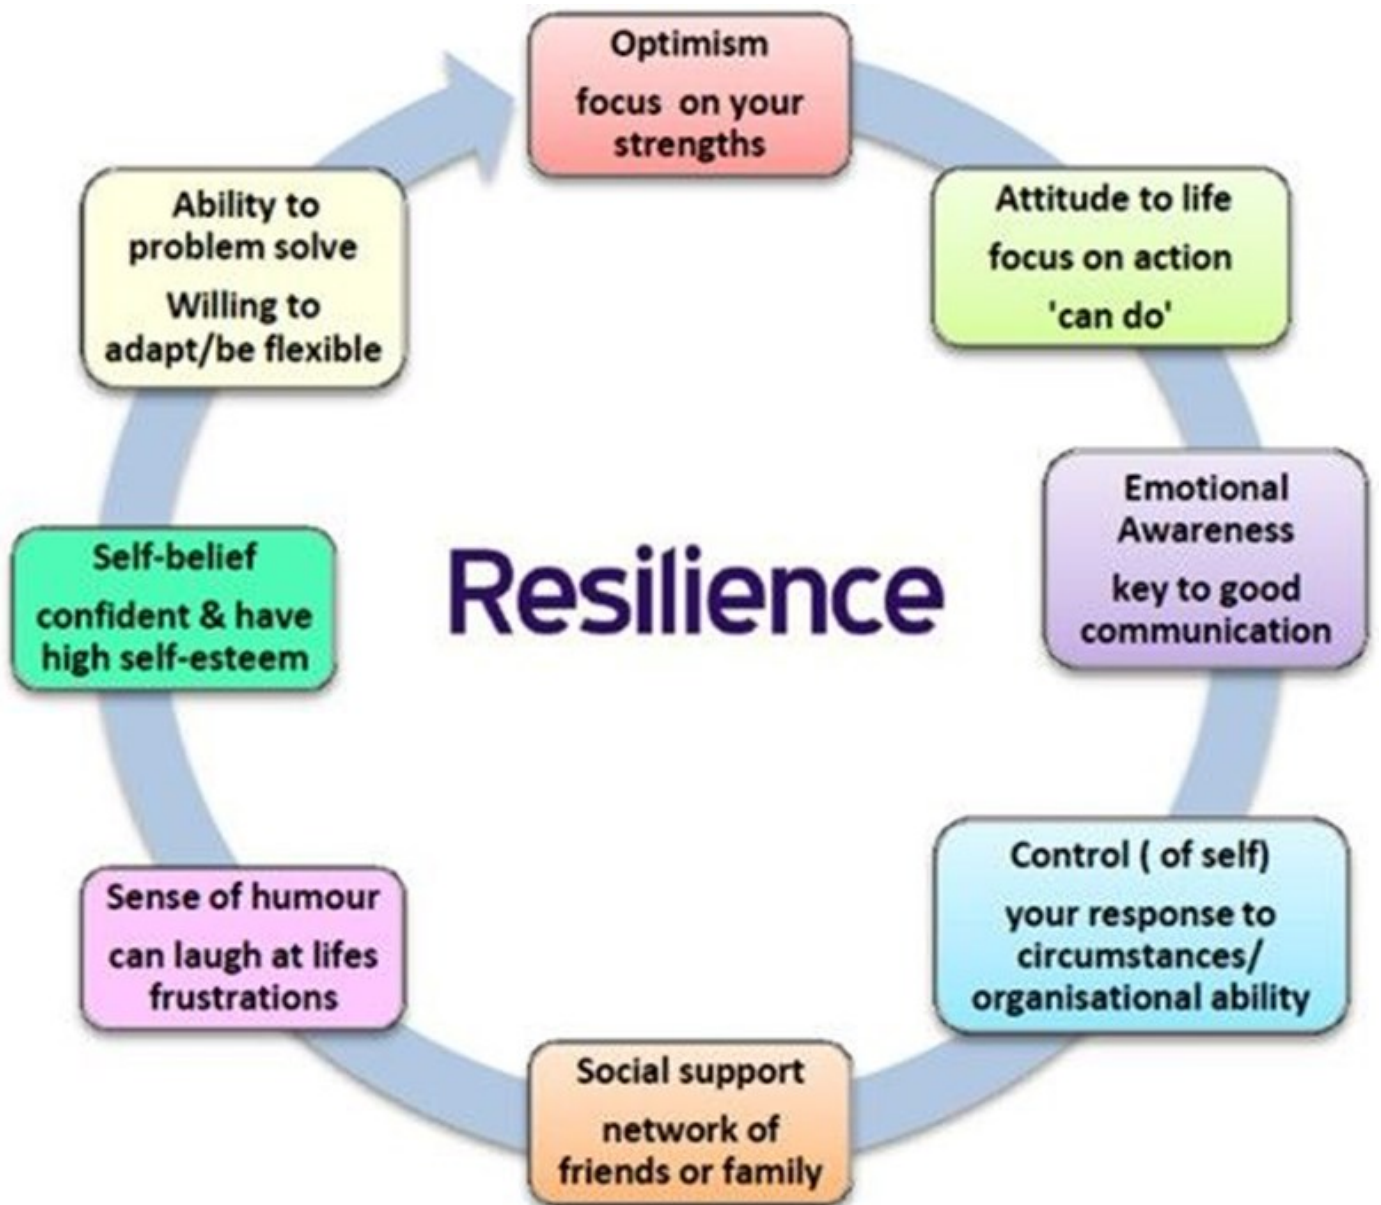 Optimism
focus on your
strengths
Attitude to life
focus on action
'can do'
Emotional
Awareness
key to good
communication
Control ( of self)
your response to
circumstances/
organisational ability
Social support
network of
friends or family
Sense of humour
can laugh at lifes
frustrations
Self-belief
confident & have
high self-esteem
Ability to
problem solve
Willing to
adapt/be flexible
Resilience